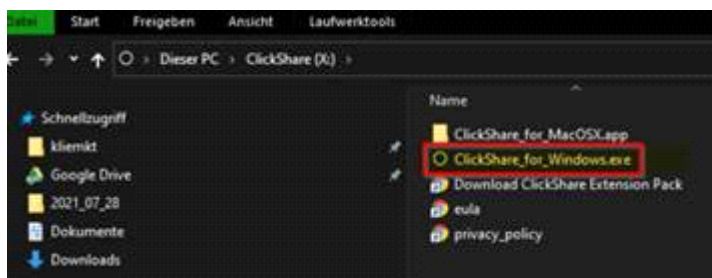 Datei Start Freigeben Ansicht Laufwerktools
Dieser PC > ClickShare (X:) >
Name
Schnellzugriff
kliemkt
Google Drive
2021_07_28
Dokumente
Downloads
ClickShare_for_MacOSX.app
ClickShare_for_Windows.exe
Download ClickShare Extension Pack
eula
privacy_policy